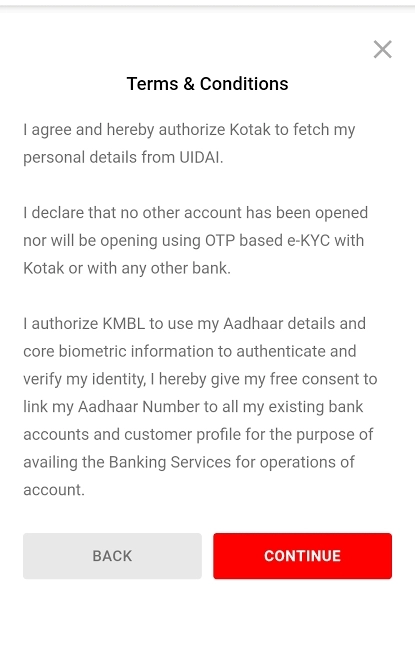 Terms & Conditions
I agree and hereby authorize Kotak to fetch my
personal details from UIDAI.
I declare that no other account has been opened
nor will be opening using OTP based e-KYC with
Kotak or with any other bank.
I authorize KMBL to use my Aadhaar details and
core biometric information to authenticate and
verify my identity, I hereby give my free consent to
link my Aadhaar Number to all my existing bank
accounts and customer profile for the purpose of
availing the Banking Services for operations of
account.
BACK CONTINUE